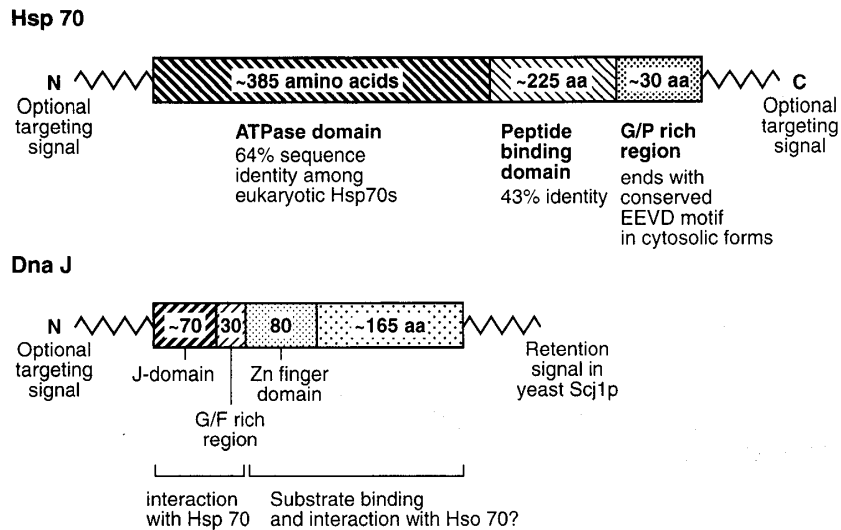 Hsp 70
N
Optional
targeting
signal
~385 amino acids
~225 aa
~30 aa
C
Optional
targeting
signal
ATPase domain
64% sequence
identity among
eukaryotic Hsp70s
Peptide
binding
domain
43% identity
G/P rich
region
ends with
conserved
EEVD motif
in cytosolic forms
Dna J
N
Optional
targeting
signal
~70
30
80
~165 aa
Retention
signal in
yeast Scj1p
J-domain
G/F rich
region
Zn finger
domain
interaction
with Hsp 70
Substrate binding
and interaction with Hso 70?